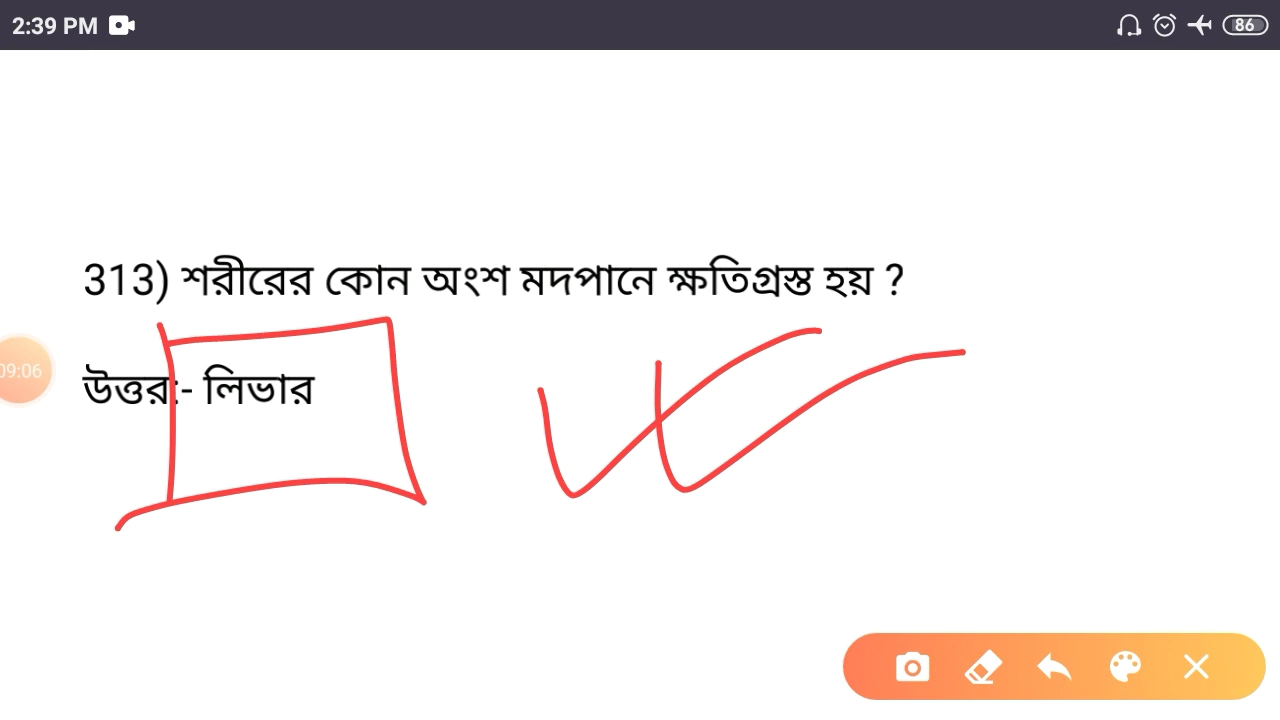 2:39 PM
86
313) শরীরের কোন অংশ মদপানে ক্ষতিগ্রস্ত হয় ?
09:06
উত্তর:- লিভার